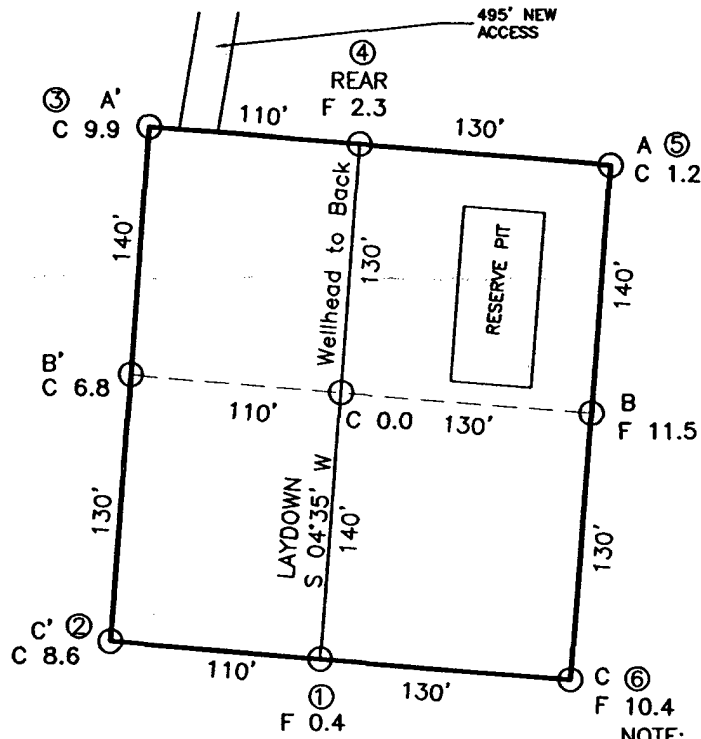 495' NEW
ACCESS
④
REAR
F 2.3
③ A'
C 9.9
110'
130'
A ⑤
C 1.2
140'
Wellhead to Back
130'
RESERVE PIT
140'
B'
C 6.8
110'
C 0.0
130'
B
F 11.5
130'
LAYDOWN
S 04°35' W
140'
130'
C' ②
C 8.6
110'
①
F 0.4
130'
C ⑥
F 10.4
NOTE: